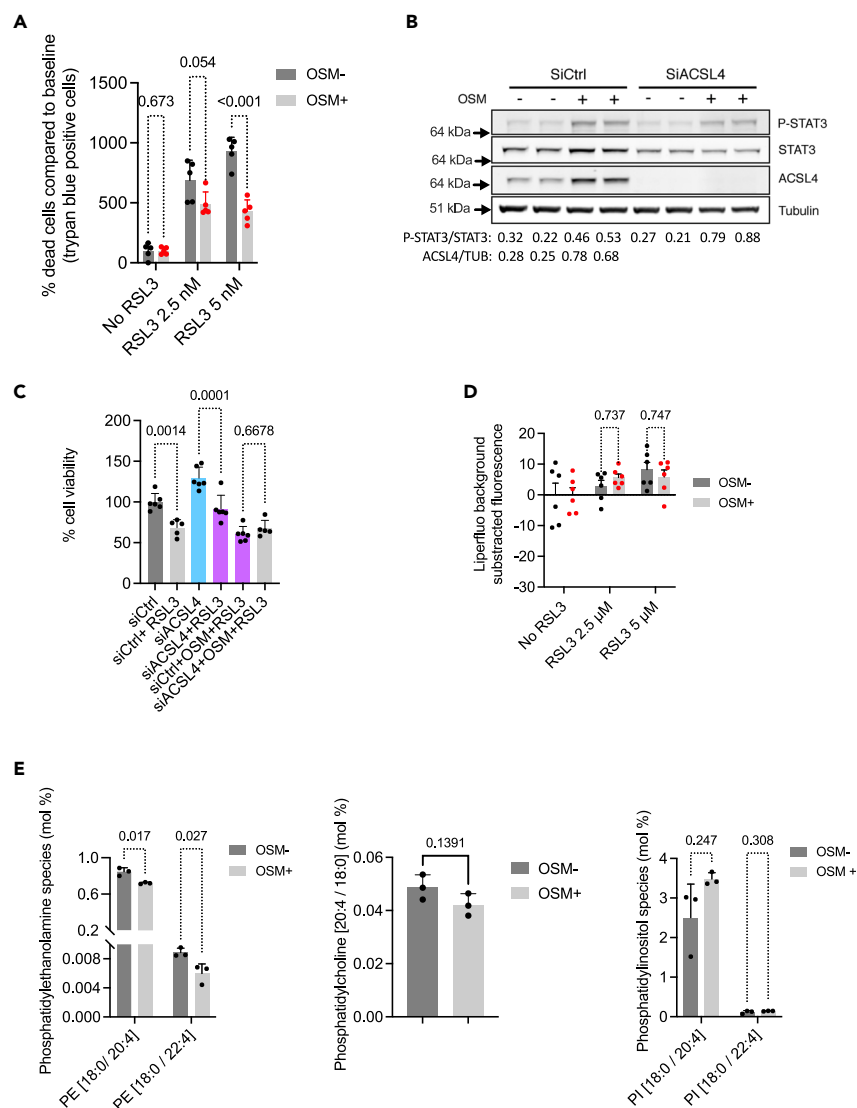 A
% dead cells compared to baseline
(trypan blue positive cells)
1500
1000
500
0
0.673
0.054
<0.001
OSM-
OSM+
No RSL3
RSL3 2.5 nM
RSL3 5 nM
B
SiCtrl SiACSL4
OSM - - + + - - + +
64 kDa P-STAT3
64 kDa STAT3
64 kDa ACSL4
51 kDa Tubulin
P-STAT3/STAT3: 0.32 0.22 0.46 0.53 0.27 0.21 0.79 0.88
ACSL4/TUB: 0.28 0.25 0.78 0.68
C
% cell viability
200
150
100
50
0
0.0014
0.0001
0.6678
siCtrl
siCtrl+ RSL3
siACSL4
siACSL4+RSL3
siCtrl+OSM+RSL3
siACSL4+OSM+RSL3
D
Liperfluo background
substracted fluorescence
20
10
0
-10
-20
-30
0.737
0.747
OSM-
OSM+
No RSL3
RSL3 2.5 µM
RSL3 5 µM
E
Phosphatidylethanolamine species (mol %)
1.0
0.6
0.2
0.008
0.004
0.000
0.017
0.027
OSM-
OSM+
PE [18:0/ 20:4]
PE [18:0 / 22:4]
Phosphatidylcholine [20:4 / 18:0] (mol %)
0.06
0.04
0.02
0.00
0.1391
OSM-
OSM+
Phosphatidylinositol species (mol %)
4
3
2
1
0
0.247
0.308
OSM-
OSM +
PI [18:0/ 20:4]
PI [18:0 / 22:4]